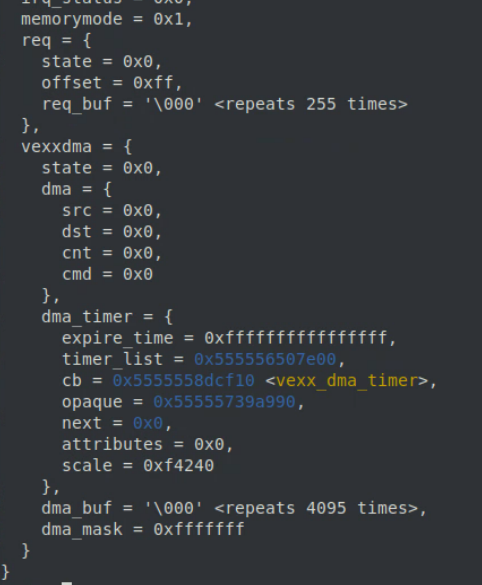 irq_status = 0x0,
memorymode = 0x1,
req = {
state = 0x0,
offset = 0xff,
req_buf = '\000' <repeats 255 times>
},
vexxdma = {
state = 0x0,
dma = {
src = 0x0,
dst = 0x0,
cnt = 0x0,
cmd = 0x0
},
dma_timer = {
expire_time = 0xffffffffffffffff,
timer_list = 0x555556507e00,
cb = 0x5555558dcf10 <vexx_dma_timer>,
opaque = 0x55555739a990,
next = 0x0,
attributes = 0x0,
scale = 0xf4240
},
dma_buf = '\000' <repeats 4095 times>,
dma_mask = 0xfffffff
}
}